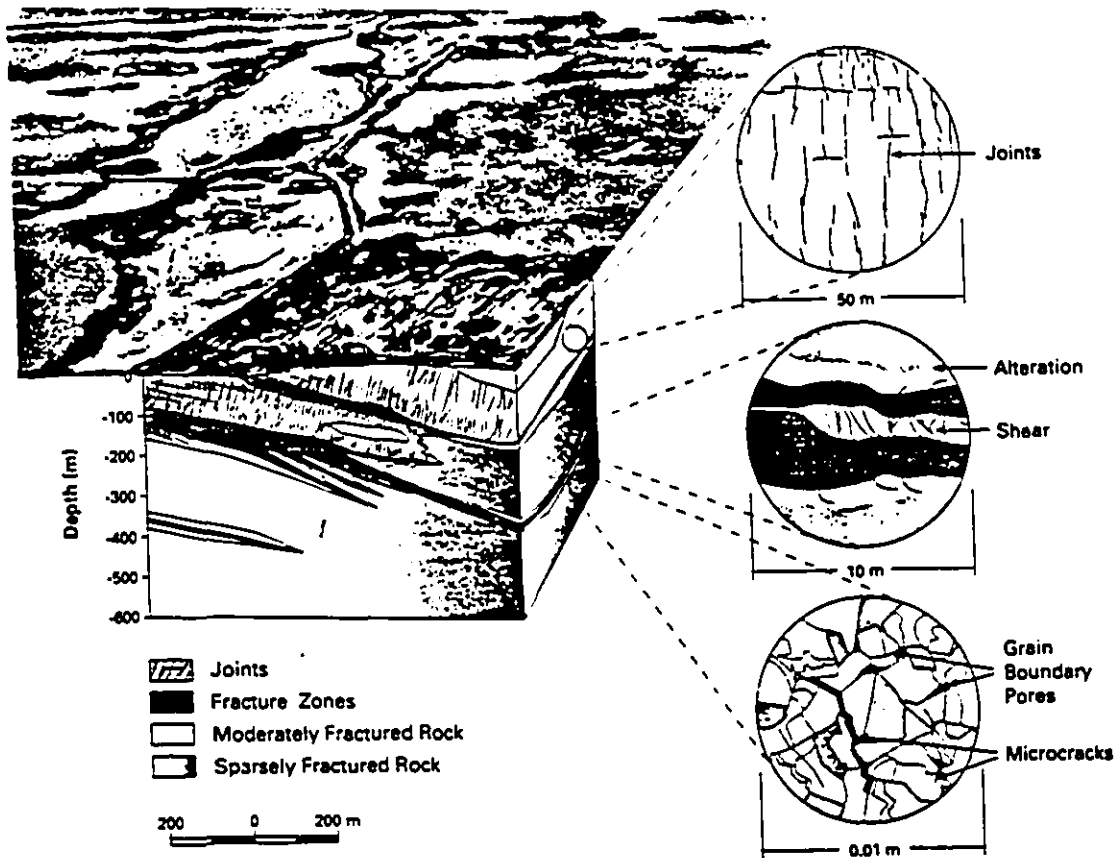 Joints
50 m
Alteration
Shear
10 m
Grain
Boundary
Pores
Microcracks
0.01 m
Depth (m)
0
-100
-200
-300
-400
-500
-600
Joints
Fracture Zones
Moderately Fractured Rock
Sparsely Fractured Rock
200 0 200 m